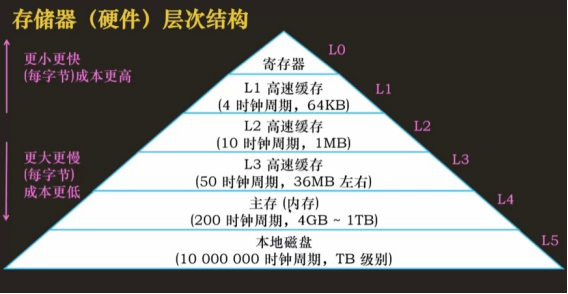 存储器（硬件）层次结构
更小更快
(每字节)成本更高
更大更慢
(每字节)
成本更低
寄存器
L0
L1 高速缓存
(4 时钟周期，64KB)
L1
L2 高速缓存
(10 时钟周期，1MB)
L2
L3 高速缓存
(50 时钟周期，36MB 左右)
L3
主存 (内存)
(200 时钟周期，4GB ~ 1TB)
L4
本地磁盘
(10 000 000 时钟周期，TB 级别)
L5